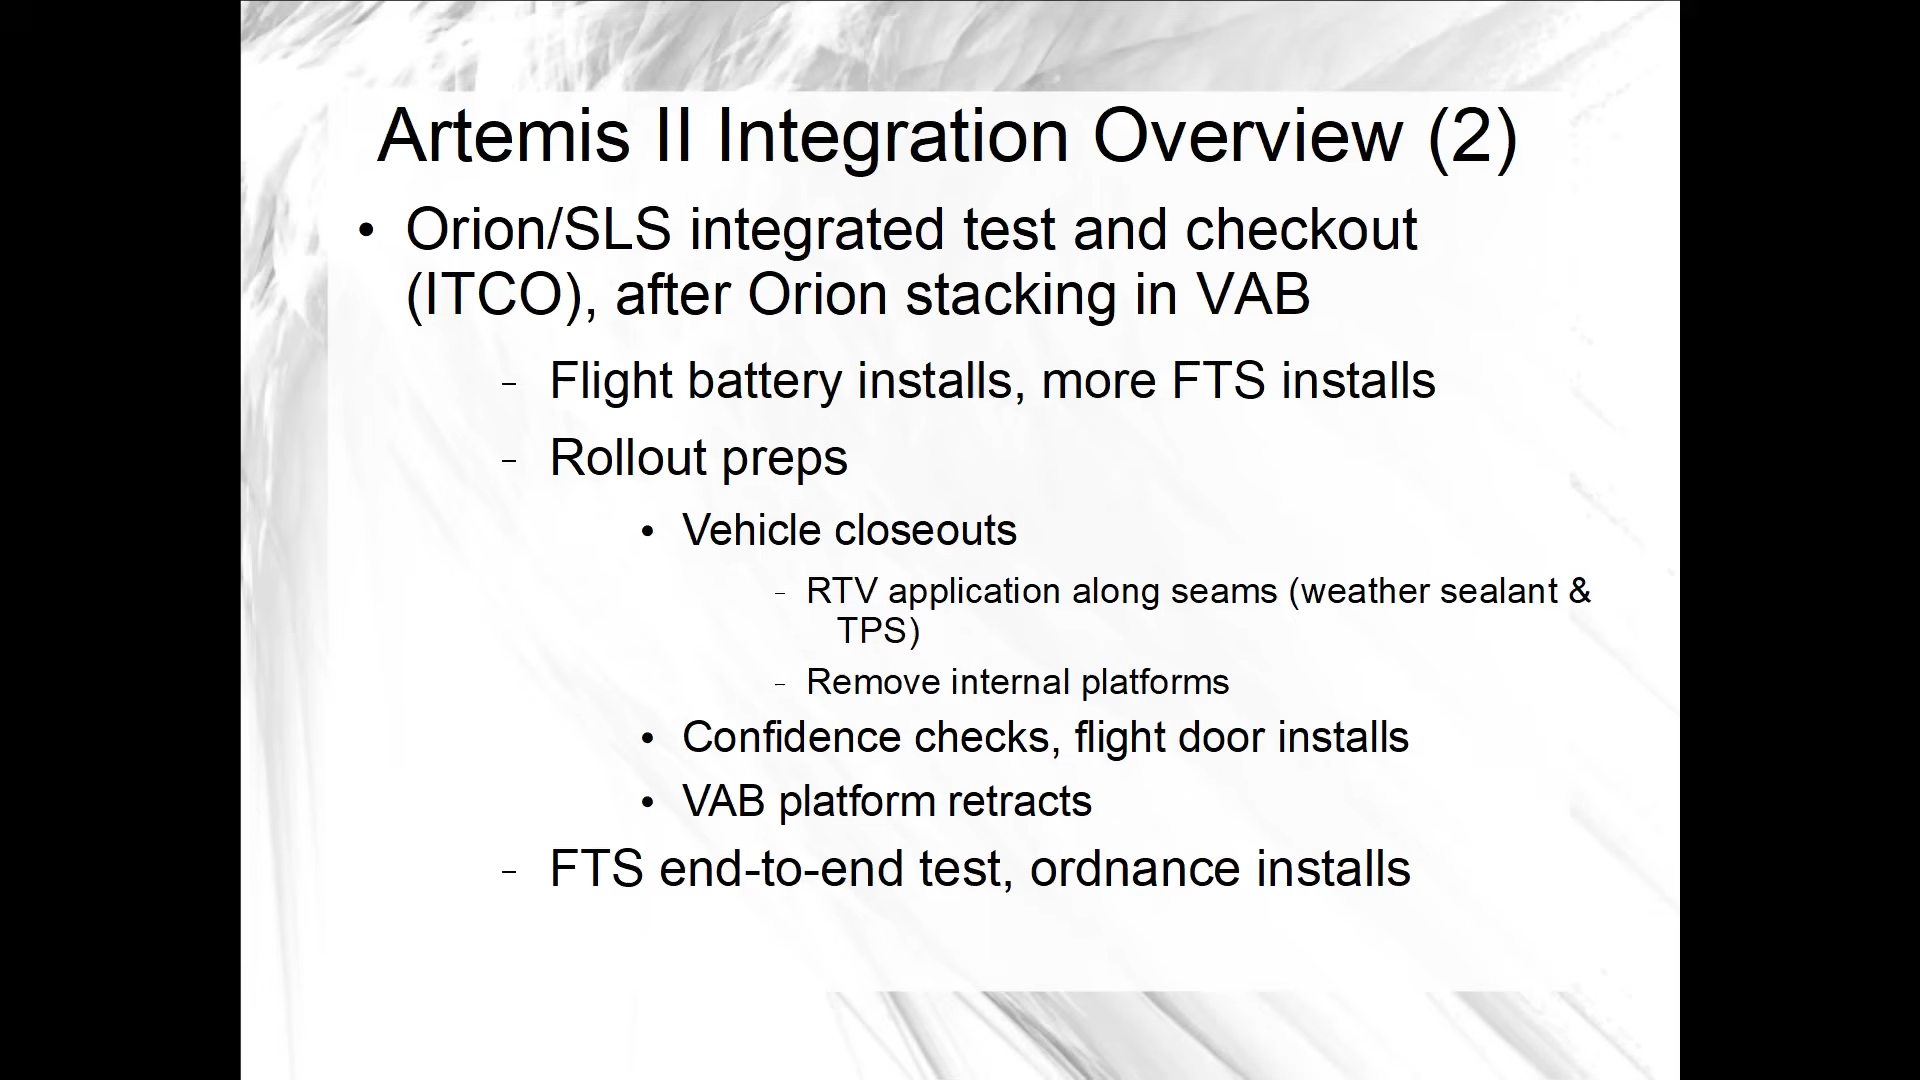 Artemis II Integration Overview (2)
• Orion/SLS integrated test and checkout
(ITCO), after Orion stacking in VAB
– Flight battery installs, more FTS installs
– Rollout preps
• Vehicle closeouts
– RTV application along seams (weather sealant &
TPS)
– Remove internal platforms
• Confidence checks, flight door installs
• VAB platform retracts
– FTS end-to-end test, ordnance installs